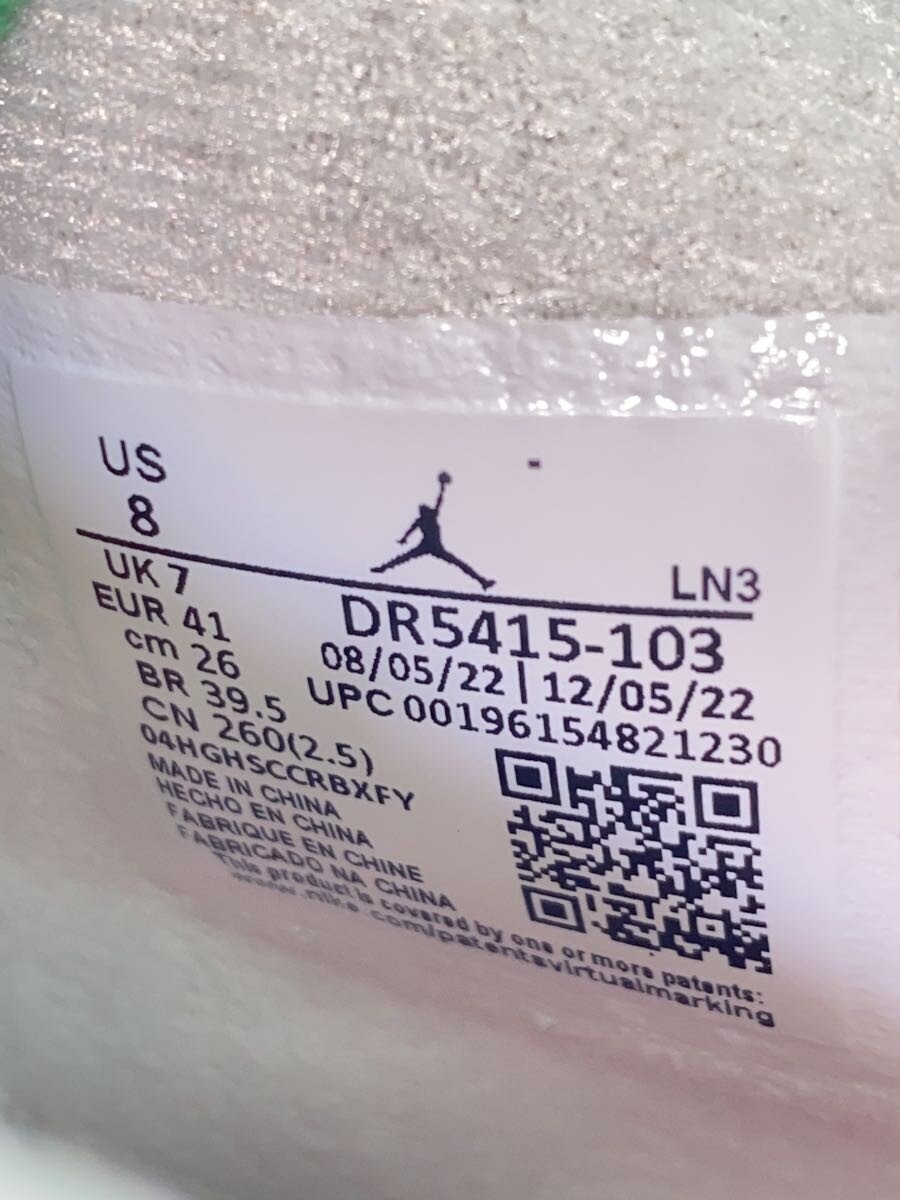 US
8
LN3
UK 7
EUR 41
cm 26
BR 39.5
CN 260(2.5)
DR5415-103
08/05/22 | 12/05/22
UPC 00196154821230
04HGHSCCRBXFY
MADE IN CHINA
HECHO EN CHINA
FABRIQUE EN CHINE
FABRICADO NA CHINA
This product is covered by one or more patents:
www.nike.com/patentsvirtualmarking